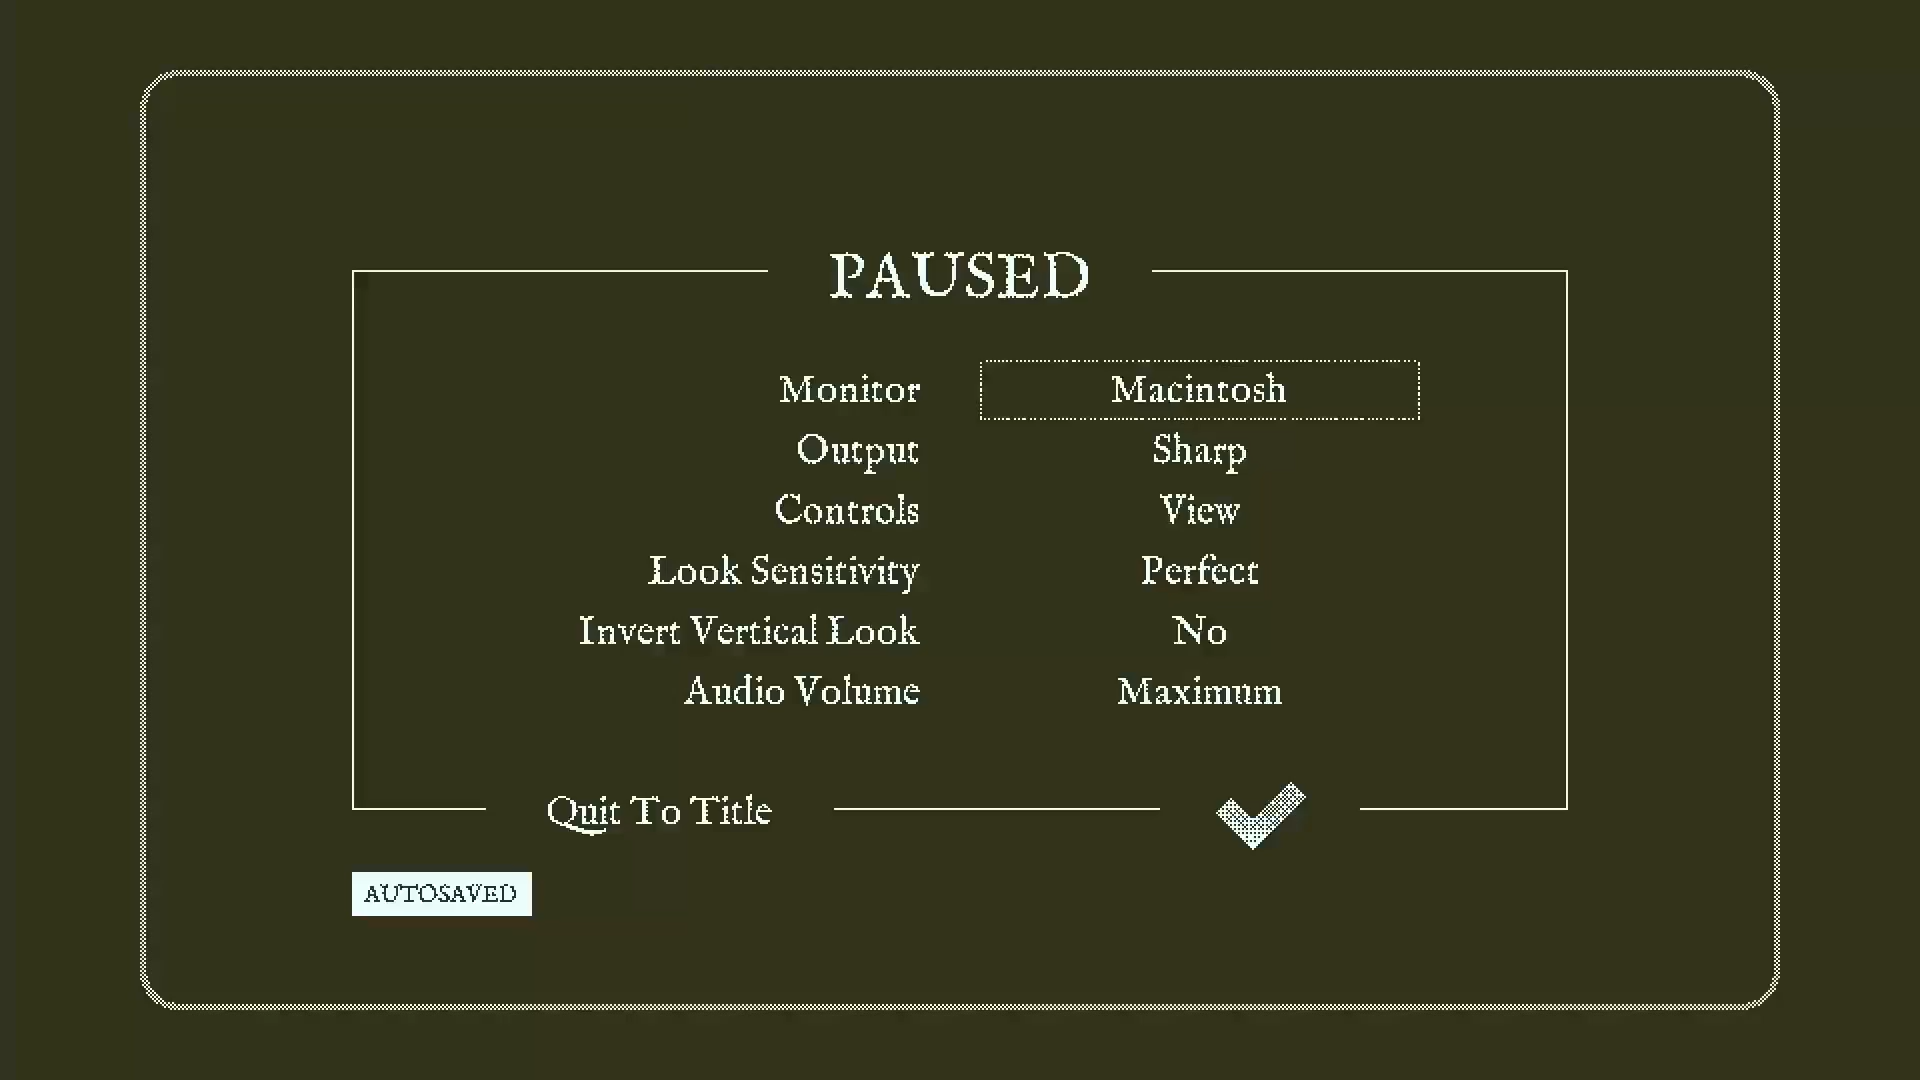 PAUSED
Monitor Macintosh
Output Sharp
Controls View
Look Sensitivity Perfect
Invert Vertical Look No
Audio Volume Maximum
Quit To Title
AUTOSAVED